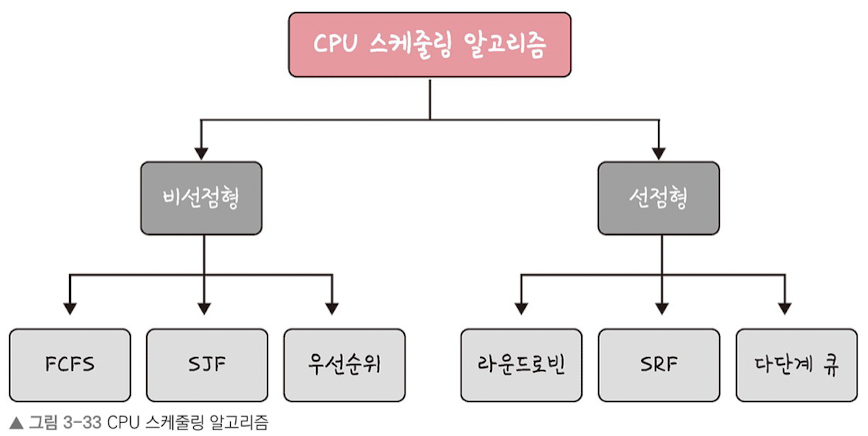 CPU 스케줄링 알고리즘
비선점형
선점형
FCFS
SJF
우선순위
라운드로빈
SRF
다단계 큐
▲ 그림 3-33 CPU 스케줄링 알고리즘